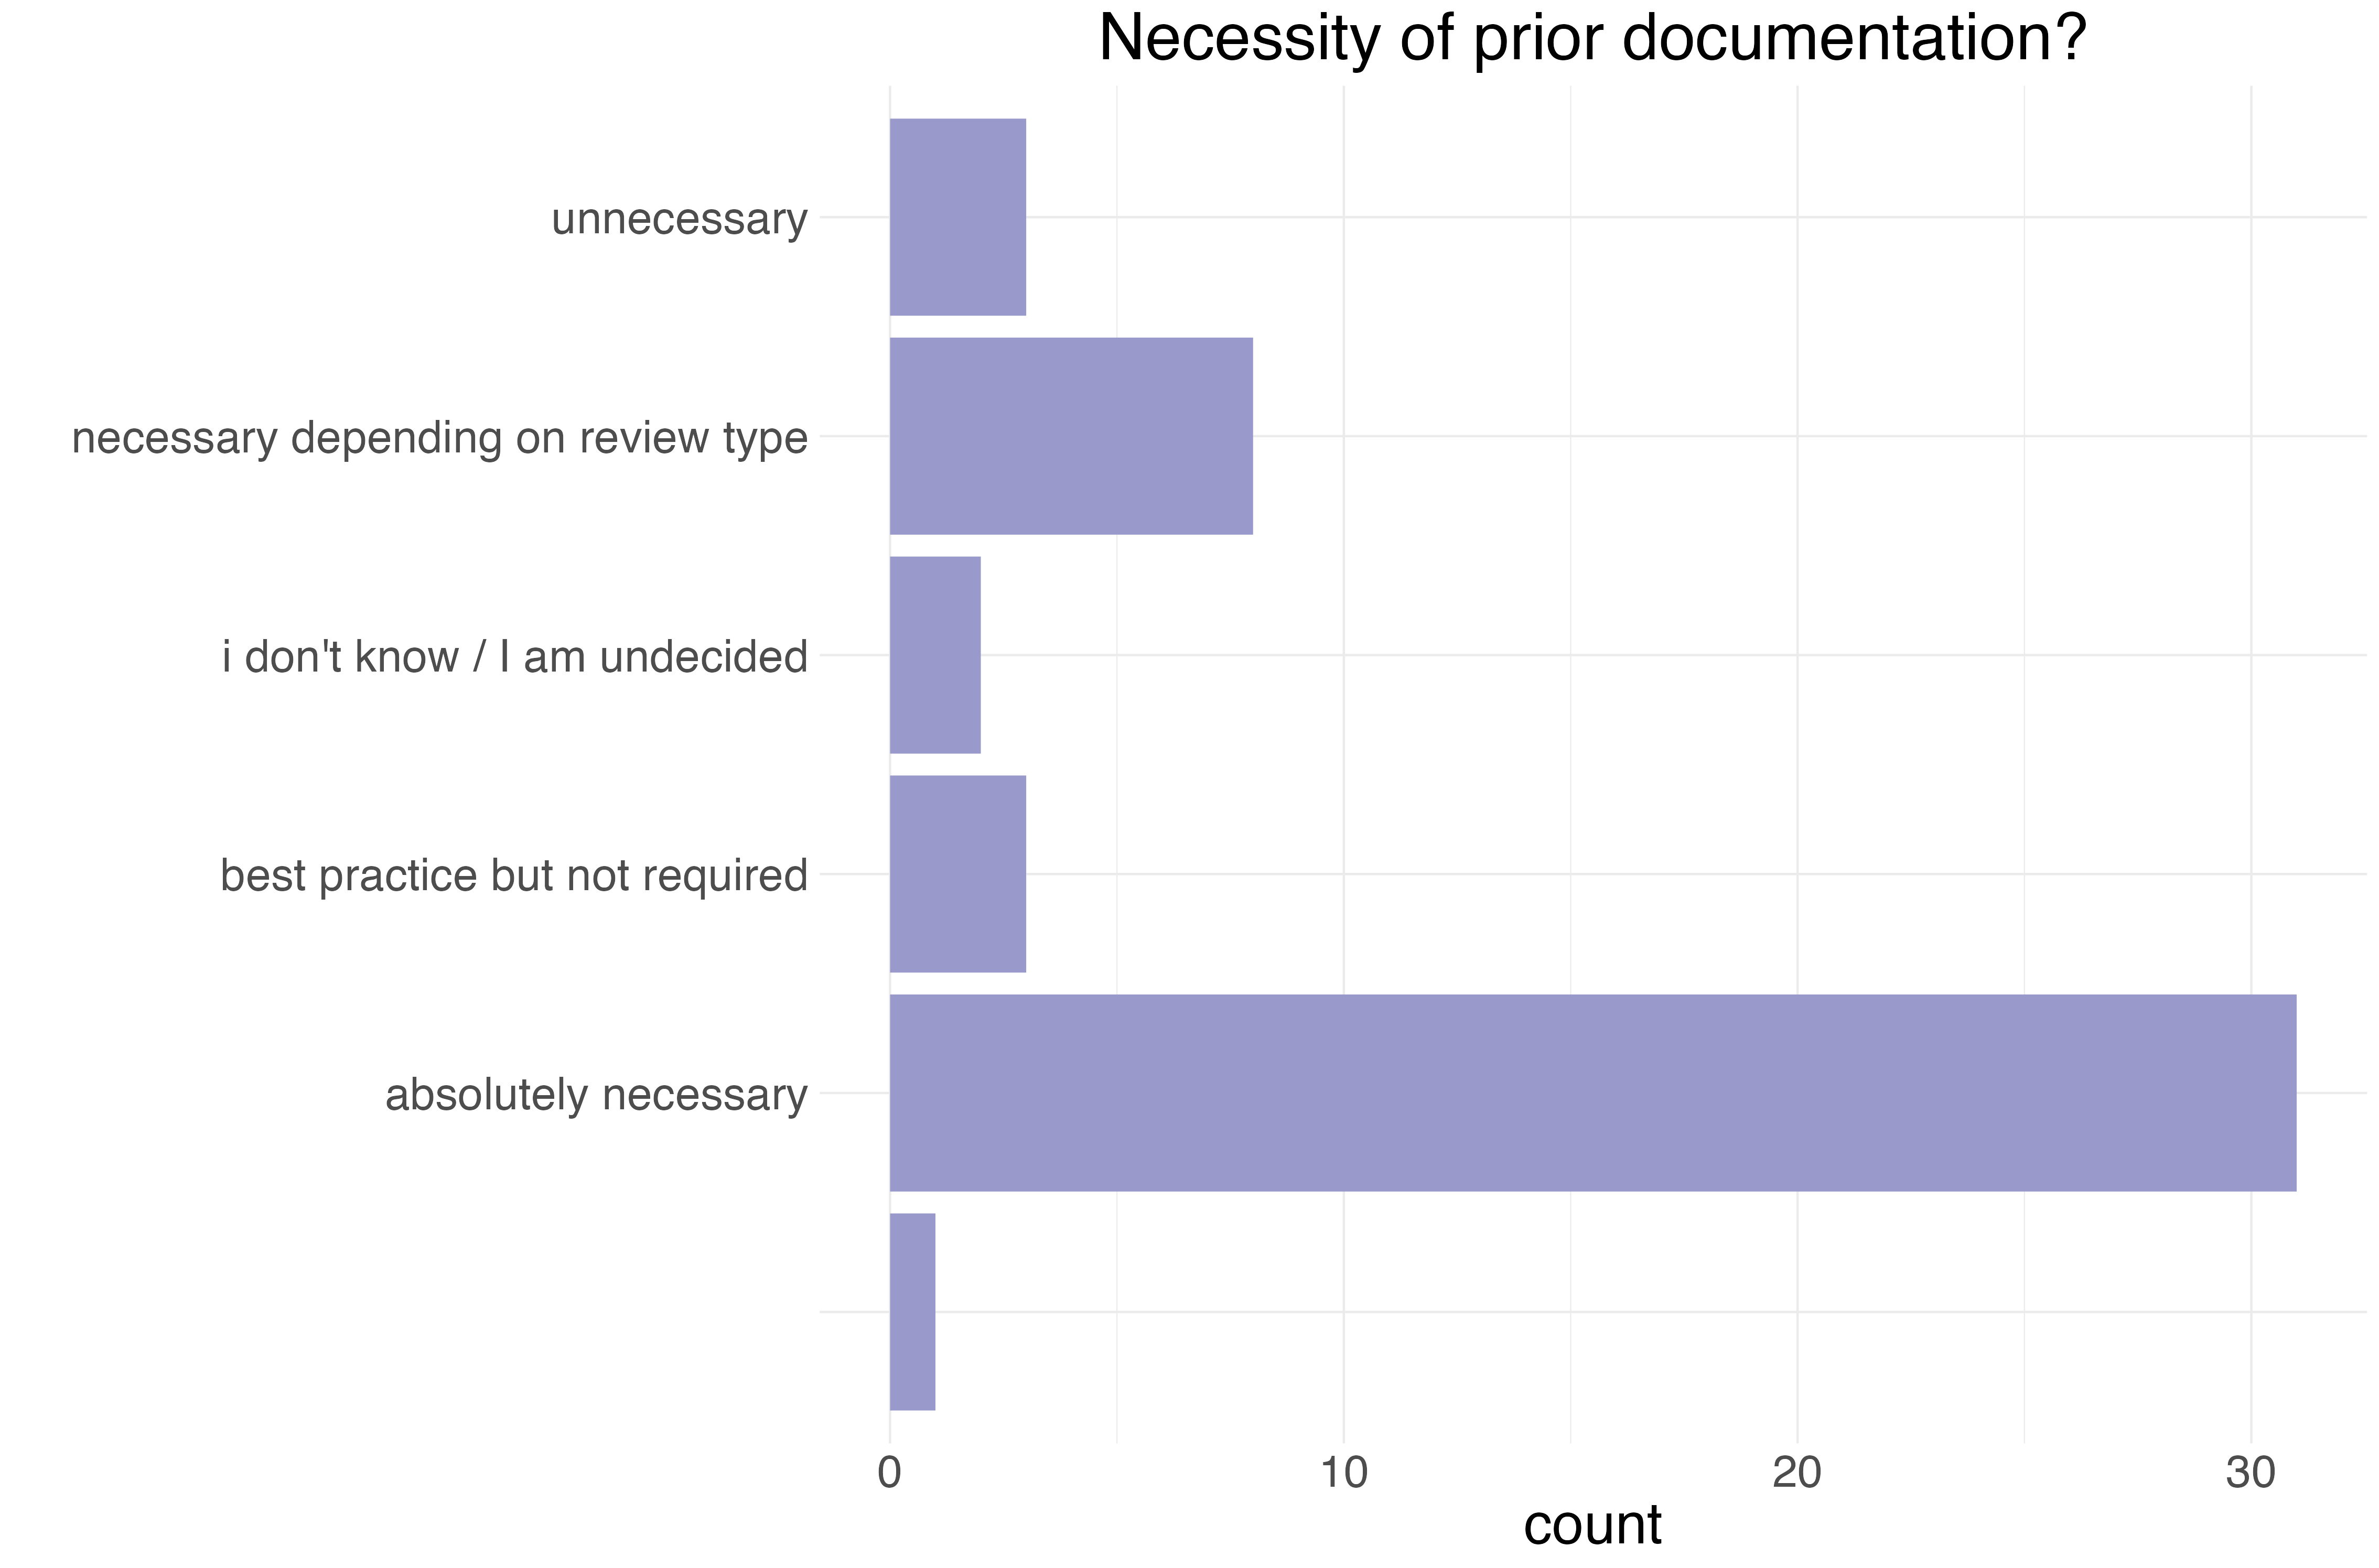 Necessity of prior documentation?
unnecessary
necessary depending on review type
i don't know / I am undecided
best practice but not required
absolutely necessary
0 10 20 30
count